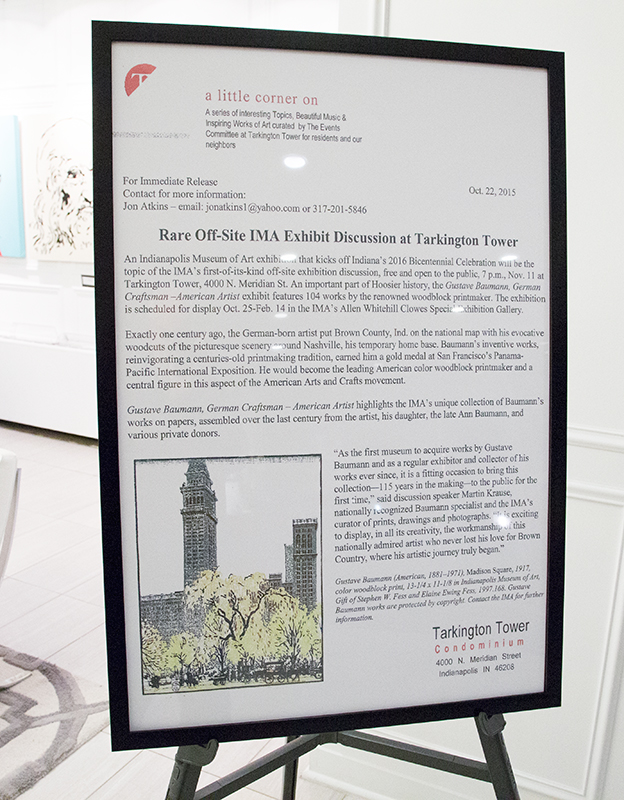 T
a little corner on
A series of interesting Topics, Beautiful Music &
Inspiring Works of Art curated by The Events
Committee at Tarkington Tower for residents and our
neighbors
For Immediate Release
Contact for more information:
Jon Atkins – email: jonatkins1@yahoo.com or 317-201-5846
Oct. 22, 2015
Rare Off-Site IMA Exhibit Discussion at Tarkington Tower
An Indianapolis Museum of Art exhibition that kicks off Indiana's 2016 Bicentennial Celebration will be the
topic of the IMA's first-of-its-kind off-site exhibition discussion, free and open to the public, 7 p.m., Nov. 11 at
Tarkington Tower, 4000 N. Meridian St. An important part of Hoosier history, the Gustave Baumann, German
Craftsman –American Artist exhibit features 104 works by the renowned woodblock printmaker. The exhibition
is scheduled for display Oct. 25-Feb. 14 in the IMA's Allen Whitehill Clowes Special Exhibition Gallery.
Exactly one century ago, the German-born artist put Brown County, Ind. on the national map with his evocative
woodcuts of the picturesque scenery around Nashville, his temporary home base. Baumann's inventive works,
reinvigorating a centuries-old printmaking tradition, earned him a gold medal at San Francisco's Panama-
Pacific International Exposition. He would become the leading American color woodblock printmaker and a
central figure in this aspect of the American Arts and Crafts movement.
Gustave Baumann, German Craftsman – American Artist highlights the IMA's unique collection of Baumann's
works on papers, assembled over the last century from the artist, his daughter, the late Ann Baumann, and
various private donors.
"As the first museum to acquire works by Gustave
Baumann and as a regular exhibitor and collector of his
works ever since, it is a fitting occasion to bring this
collection—115 years in the making—to the public for the
first time," said discussion speaker Martin Krause,
nationally recognized Baumann specialist and the IMA's
curator of prints, drawings and photographs. "It is exciting
to display, in all its creativity, the workmanship of this
nationally admired artist who never lost his love for Brown
Country, where his artistic journey truly began."
Gustave Baumann (American, 1881–1971), Madison Square, 1917,
color woodblock print, 13-1/4 x 11-1/8 in Indianapolis Museum of Art,
Gift of Stephen W. Fess and Elaine Ewing Fess, 1997.168. Gustave
Baumann works are protected by copyright. Contact the IMA for further
information.
Tarkington Tower
Condominium
4000 N. Meridian Street
Indianapolis IN 46208